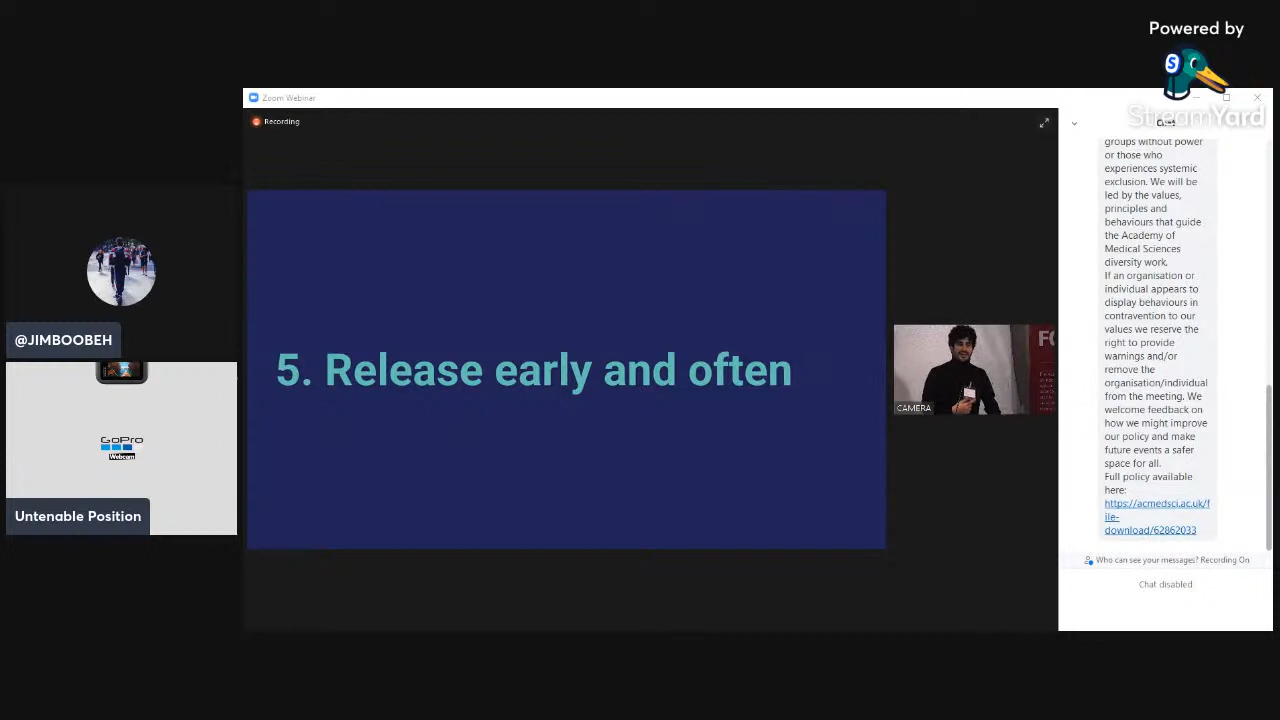 Powered by
S
StreamYard
Zoom Webinar
Recording
@JIMBOOBEH
GoPro
Webcam
Untenable Position
5. Release early and often
CAMERA
groups without power
or those who
experiences systemic
exclusion. We will be
led by the values,
principles and
behaviours that guide
the Academy of
Medical Sciences
diversity work.
If an organisation or
individual appears to
display behaviours in
contravention to our
values we reserve the
right to provide
warnings and/or
remove the
organisation/individual
from the meeting. We
welcome feedback on
how we might improve
our policy and make
future events a safer
space for all.
Full policy available
here:
https://acmedsci.ac.uk/f
ile-
download/62862033
Who can see your messages? Recording On
Chat disabled